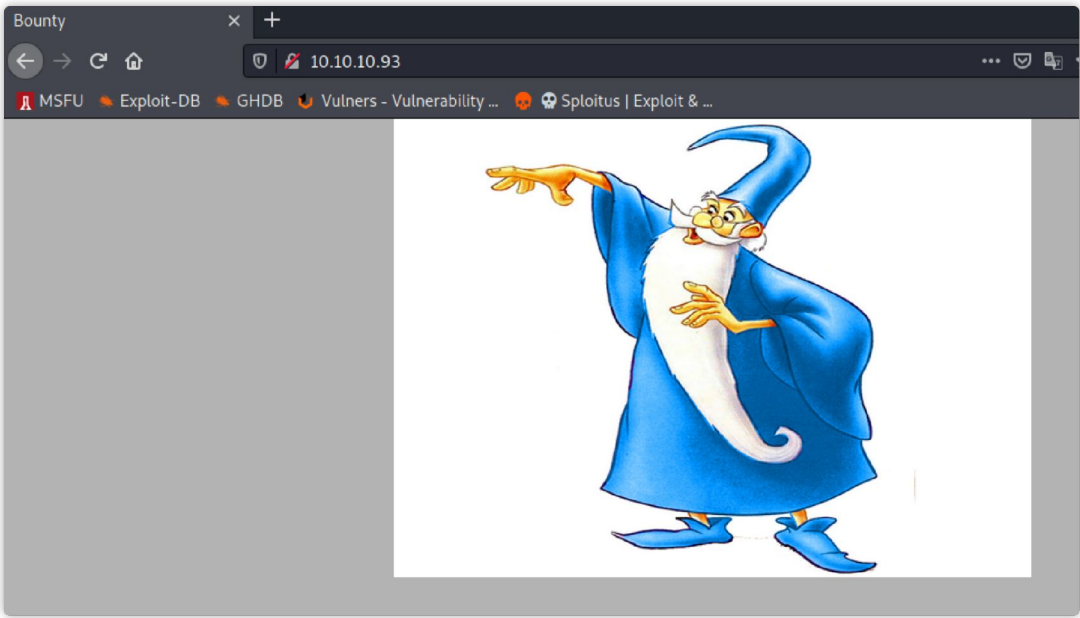 Bounty
10.10.10.93
MSFU Exploit-DB GHDB Vulners - Vulnerability ... Sploitus | Exploit & ...